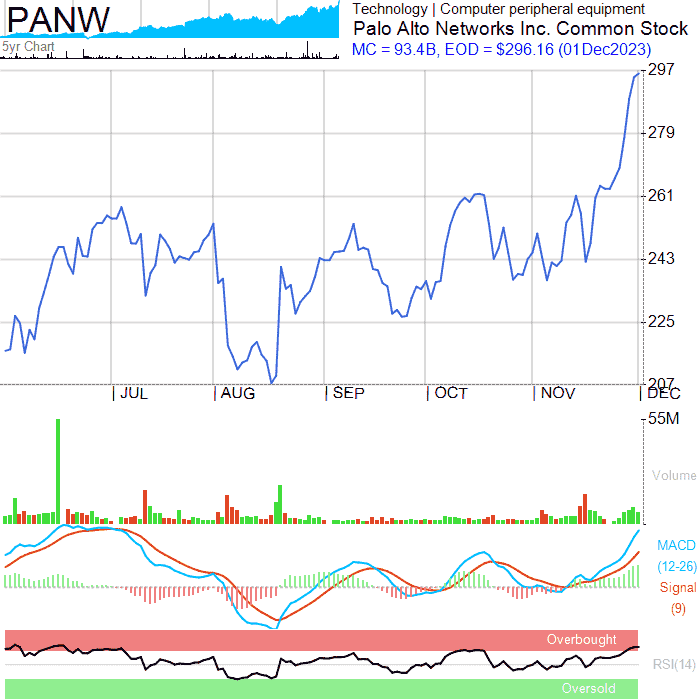 PANW
5yr Chart
Technology | Computer peripheral equipment
Palo Alto Networks Inc. Common Stock
MC = 93.4B, EOD = $296.16 (01Dec2023)
297
279
261
243
225
207
JUL AUG SEP OCT NOV DEC
55M
Volume
MACD
(12-26)
Signal
(9)
Overbought
RSI(14)
Oversold